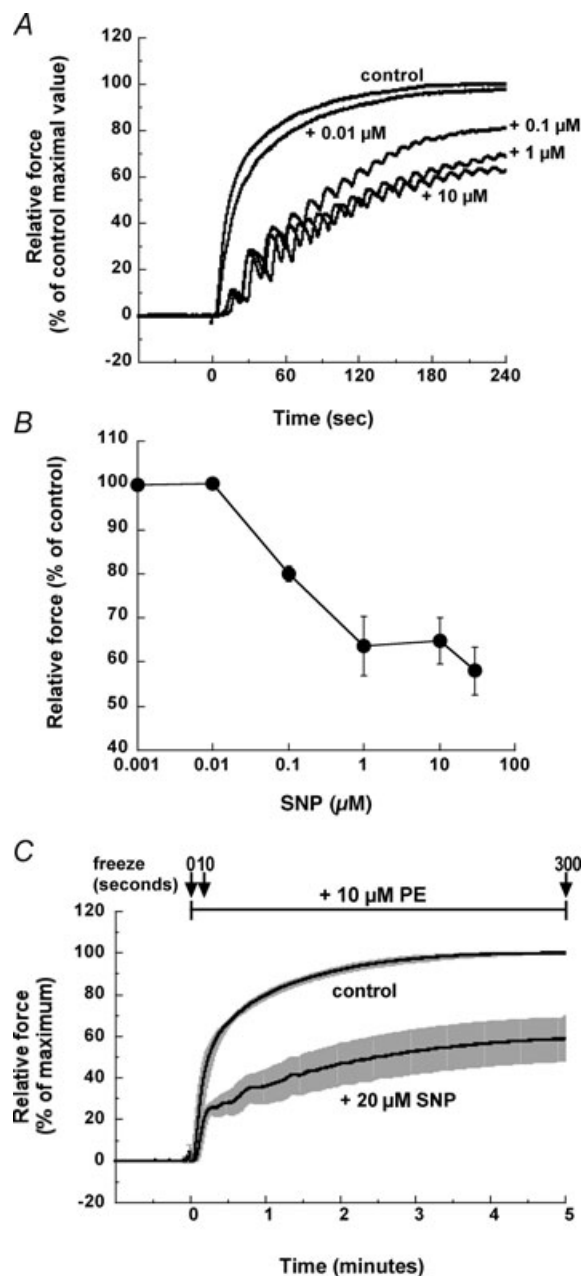 A
120
100
80
60
40
20
0
-20
Relative force
(% of control maximal value)
control
+ 0.01 µM
+ 0.1 µM
+ 1 µM
+ 10 µM
0 60 120 180 240
Time (sec)
B
110
100
90
80
70
60
50
40
Relative force (% of control)
0.001 0.01 0.1 1 10 100
SNP (µM)
C
freeze 010 300
(seconds)
+ 10 µM PE
120
100
80
60
40
20
0
-20
Relative force
(% of maximum)
control
+ 20 µM SNP
0 1 2 3 4 5
Time (minutes)